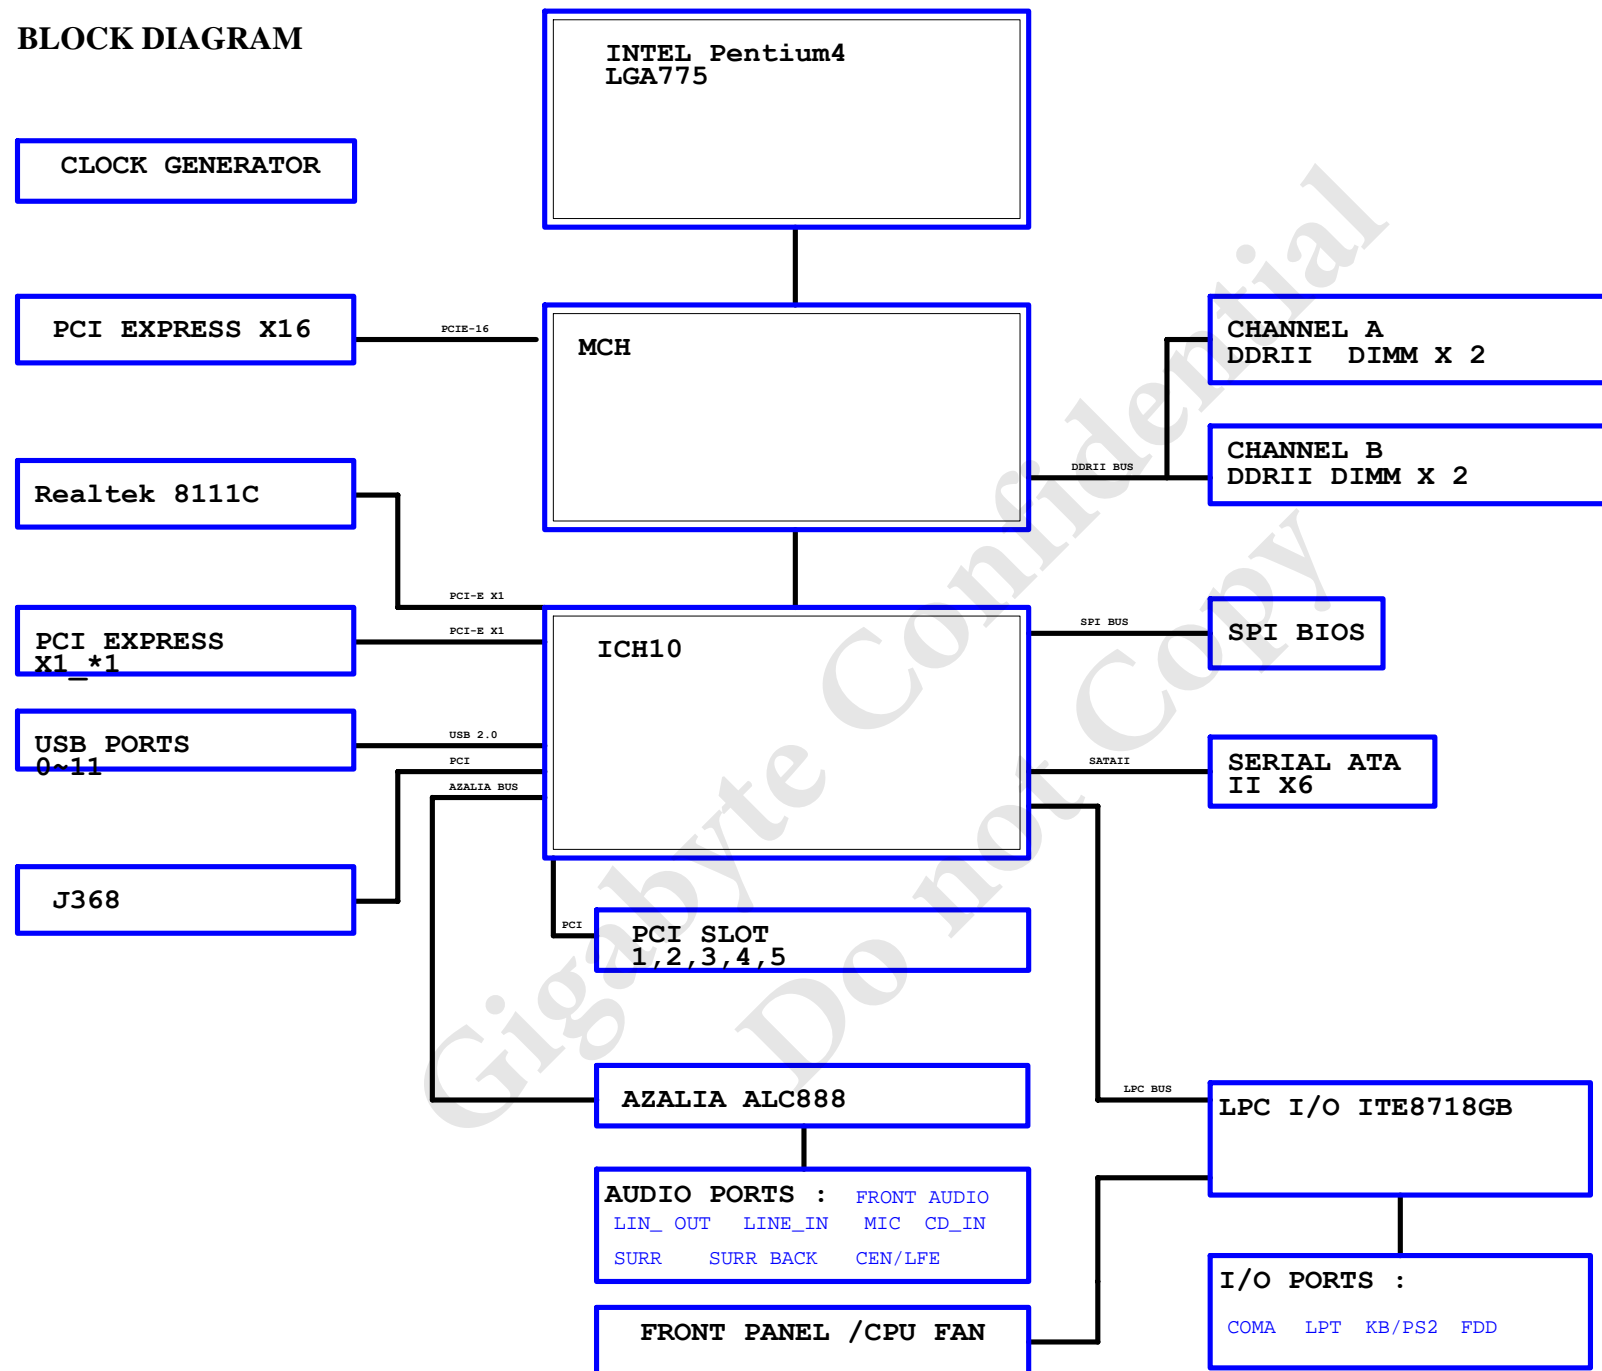 BLOCK DIAGRAM
INTEL Pentium4
LGA775
CLOCK GENERATOR
PCI EXPRESS X16
PCIE-16
MCH
CHANNEL A
DDRII DIMM X 2
CHANNEL B
DDRII DIMM X 2
DDRII BUS
Realtek 8111C
PCI-E X1
PCI EXPRESS
X1_*1
PCI-E X1
ICH10
SPI BUS
SPI BIOS
USB PORTS
0~11
USB 2.0
PCI
AZALIA BUS
SATAII
SERIAL ATA
II X6
J368
PCI
PCI SLOT
1,2,3,4,5
AZALIA ALC888
LPC BUS
LPC I/O ITE8718GB
AUDIO PORTS : FRONT AUDIO
LIN_ OUT LINE_IN MIC CD_IN
SURR SURR BACK CEN/LFE
I/O PORTS :
COMA LPT KB/PS2 FDD
FRONT PANEL /CPU FAN
Gigabyte Confidential
Do not Copy